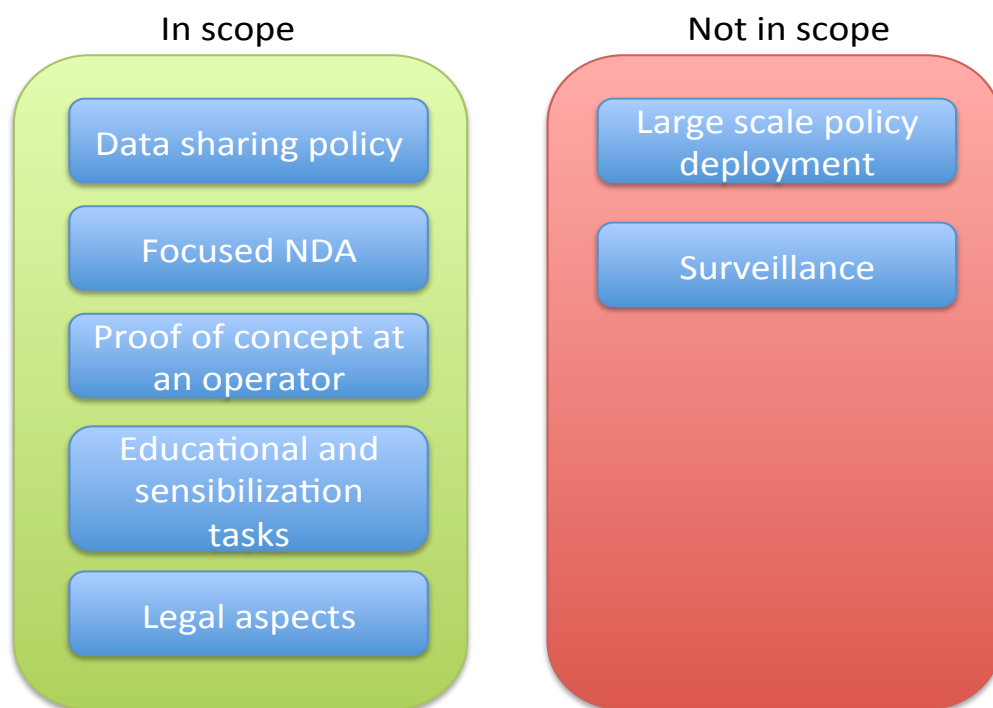 In scope
Data sharing policy
Focused NDA
Proof of concept at
an operator
Educational and
sensibilization
tasks
Legal aspects
Not in scope
Large scale policy
deployment
Surveillance